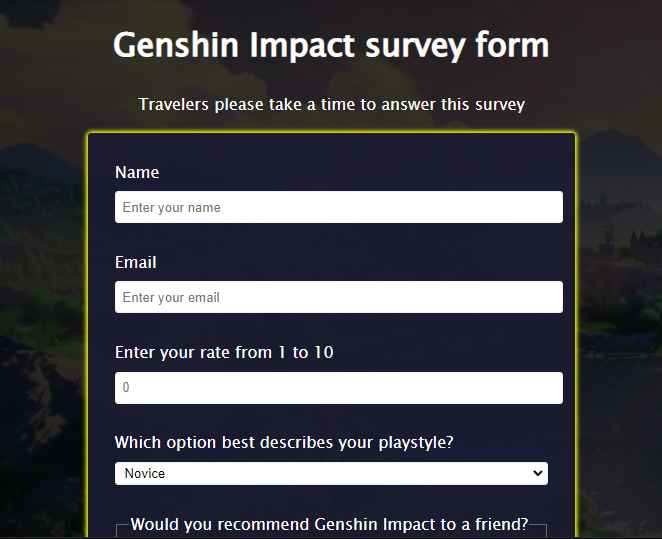 Genshin Impact survey form
Travelers please take a time to answer this survey
Name
Enter your name
Email
Enter your email
Enter your rate from 1 to 10
0
Which option best describes your playstyle?
Novice
Would you recommend Genshin Impact to a friend?